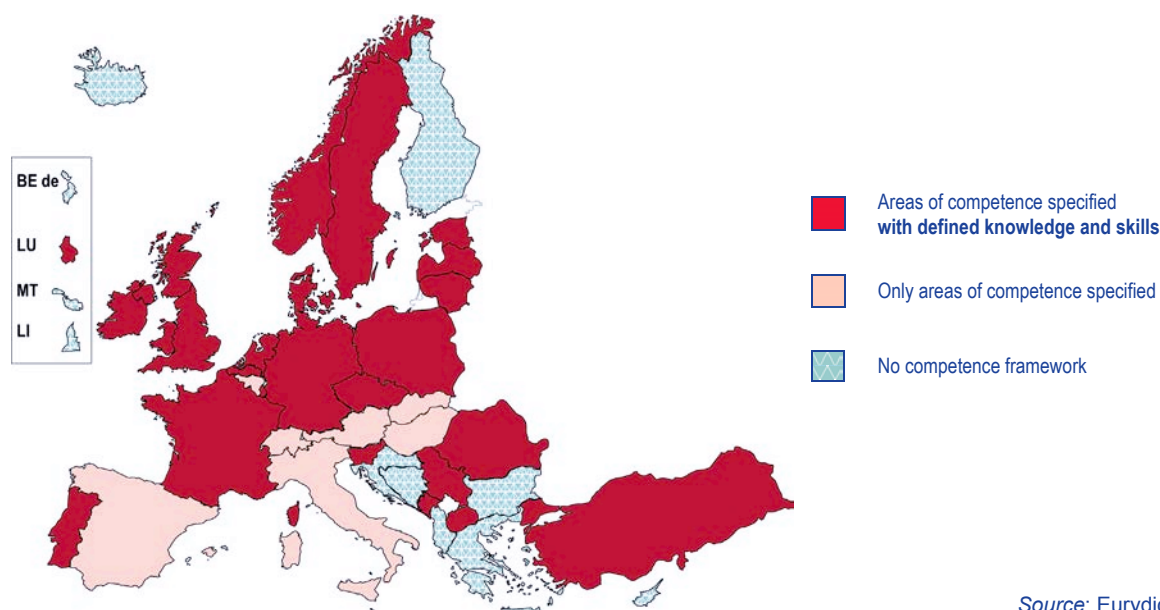 BE de
LU
MT
LI
Areas of competence specified
with defined knowledge and skills
Only areas of competence specified
No competence framework
Source: